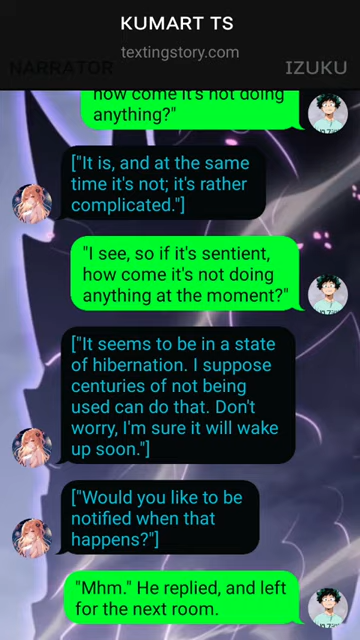 KUMART TS
textingstory.com
NARRATOR
IZUKU
how come it's not doing
anything?"
["It is, and at the same
time it's not; it's rather
complicated."]
"I see, so if it's sentient,
how come it's not doing
anything at the moment?"
["It seems to be in a state
of hibernation. I suppose
centuries of not being
used can do that. Don't
worry, I'm sure it will wake
up soon."]
["Would you like to be
notified when that
happens?"]
"Mhm." He replied, and left
for the next room.